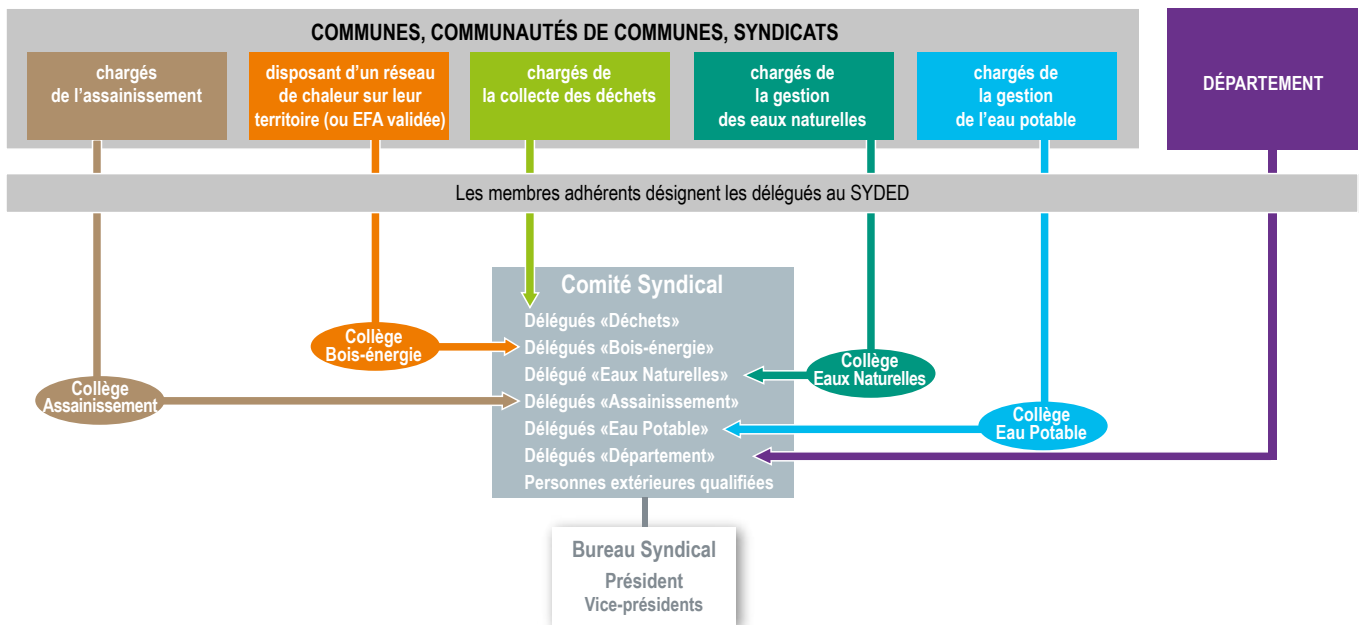 COMMUNES, COMMUNAUTÉS DE COMMUNES, SYNDICATS
chargés
de l'assainissement
disposant d'un réseau
de chaleur sur leur
territoire (ou EFA validée)
chargés de
la collecte des déchets
chargés de
la gestion
des eaux naturelles
chargés de
la gestion
de l'eau potable
DÉPARTEMENT
Les membres adhérents désignent les délégués au SYDED
Comité Syndical
Délégués «Déchets»
Délégués «Bois-énergie»
Délégué «Eaux Naturelles»
Délégués «Assainissement»
Délégués «Eau Potable»
Délégués «Département»
Personnes extérieures qualifiées
Collège
Bois-énergie
Collège
Eaux Naturelles
Collège
Assainissement
Collège
Eau Potable
Bureau Syndical
Président
Vice-présidents